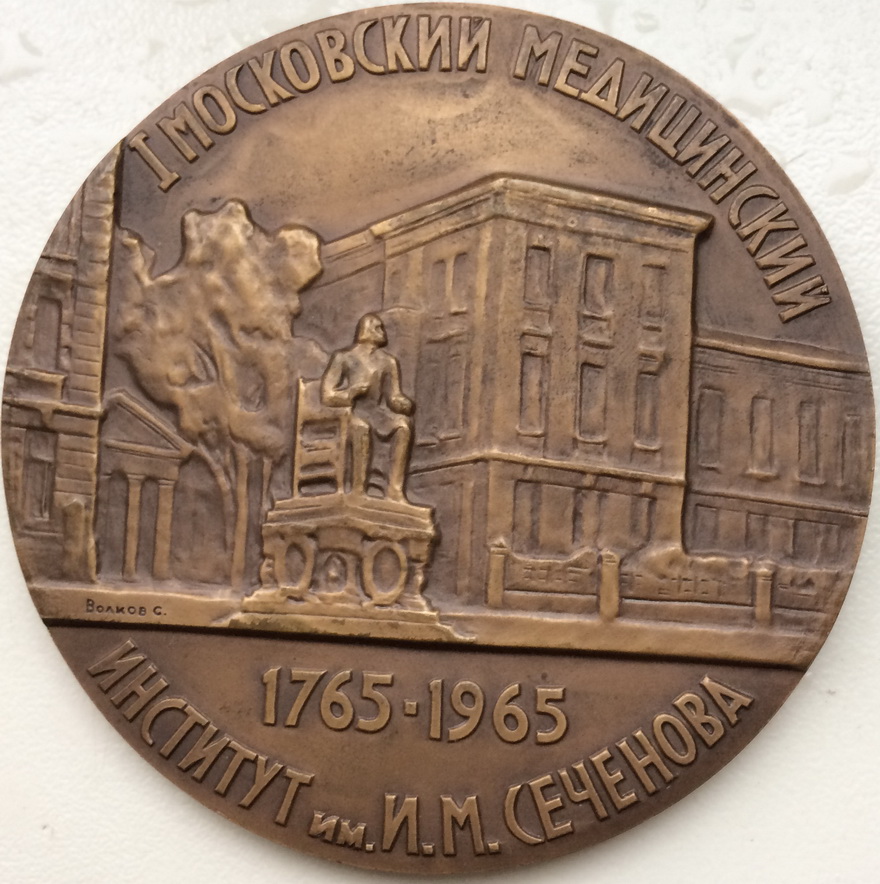 I МОСКОВСКИЙ МЕДИЦИНСКИЙ
Волков С.
1765·1965
ИНСТИТУТ им. И.М. СЕЧЕНОВА